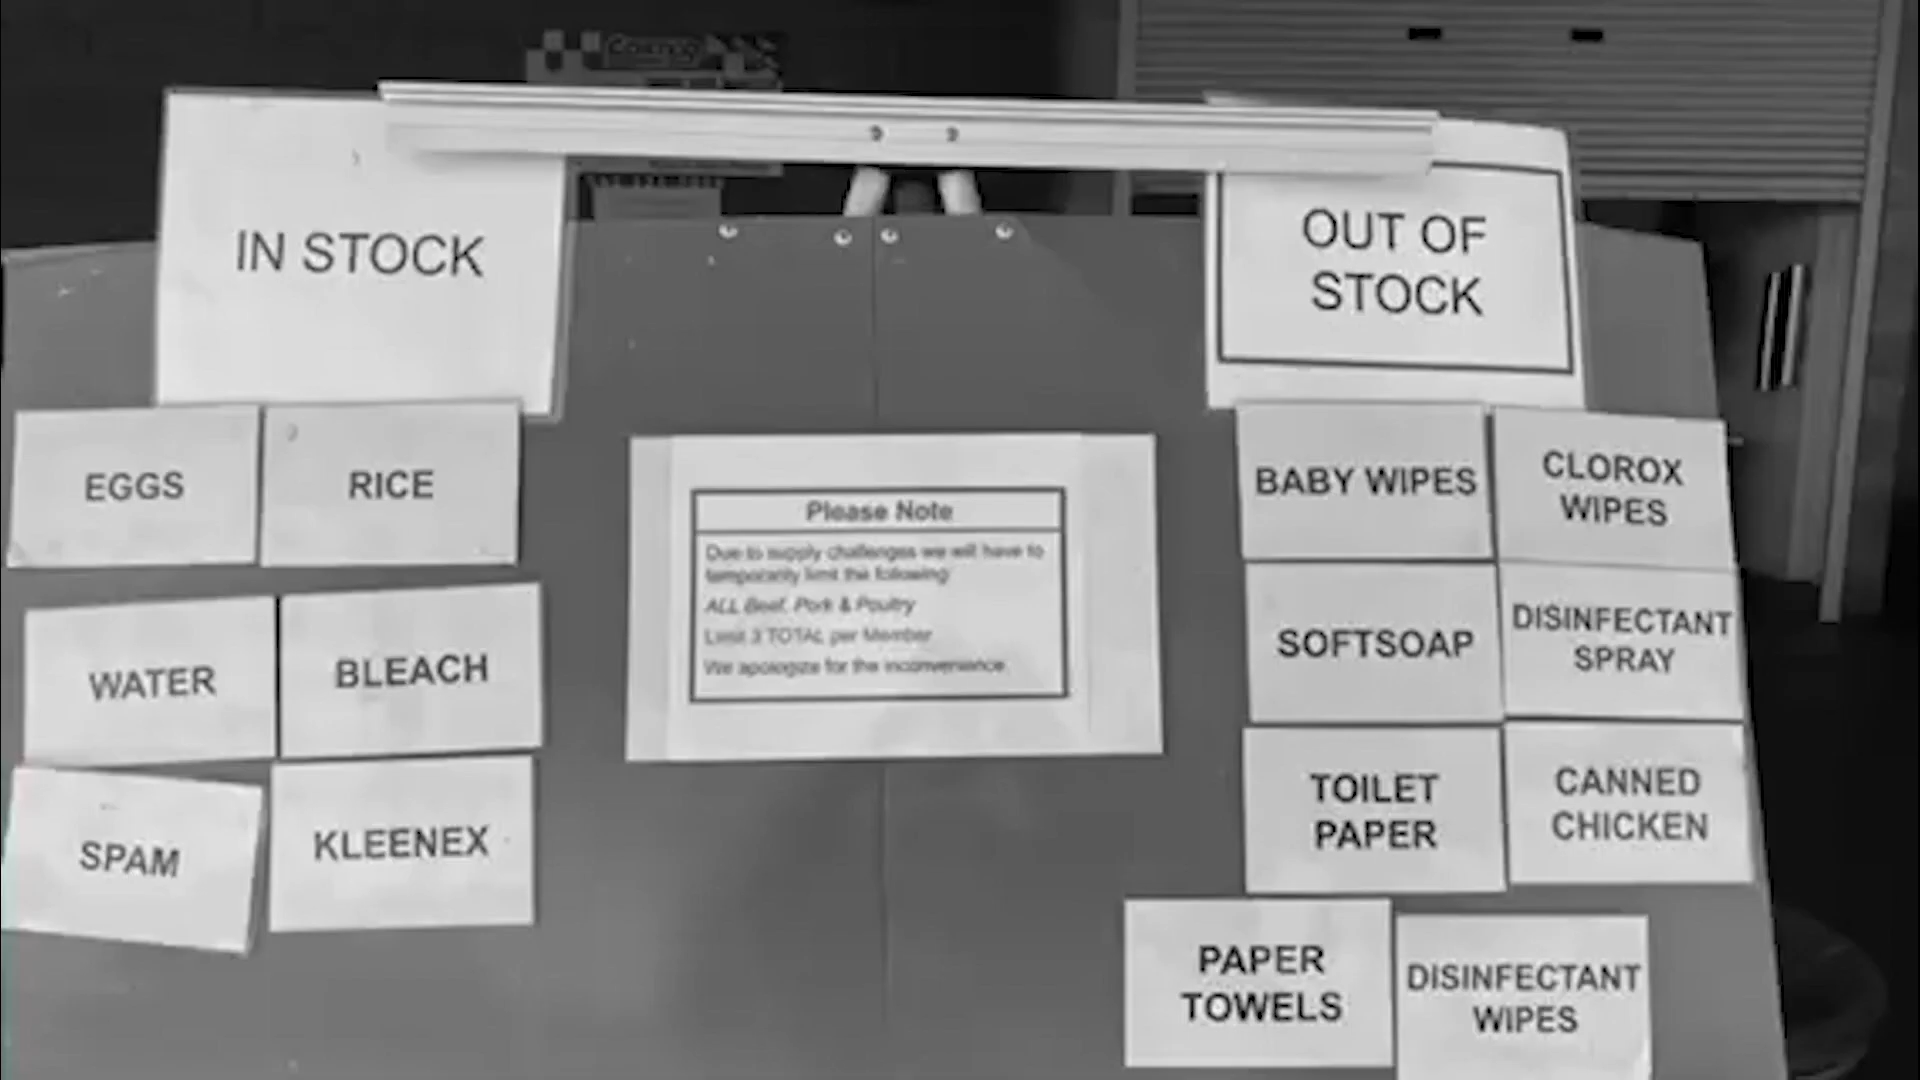 IN STOCK
EGGS
RICE
WATER
BLEACH
SPAM
KLEENEX
Please Note
Due to supply challenges we will have to
temporarily limit the following:
ALL Beef, Pork & Poultry
Limit 3 TOTAL per Member
We apologize for the inconvenience.
OUT OF
STOCK
BABY WIPES
CLOROX
WIPES
SOFTSOAP
DISINFECTANT
SPRAY
TOILET
PAPER
CANNED
CHICKEN
PAPER
TOWELS
DISINFECTANT
WIPES